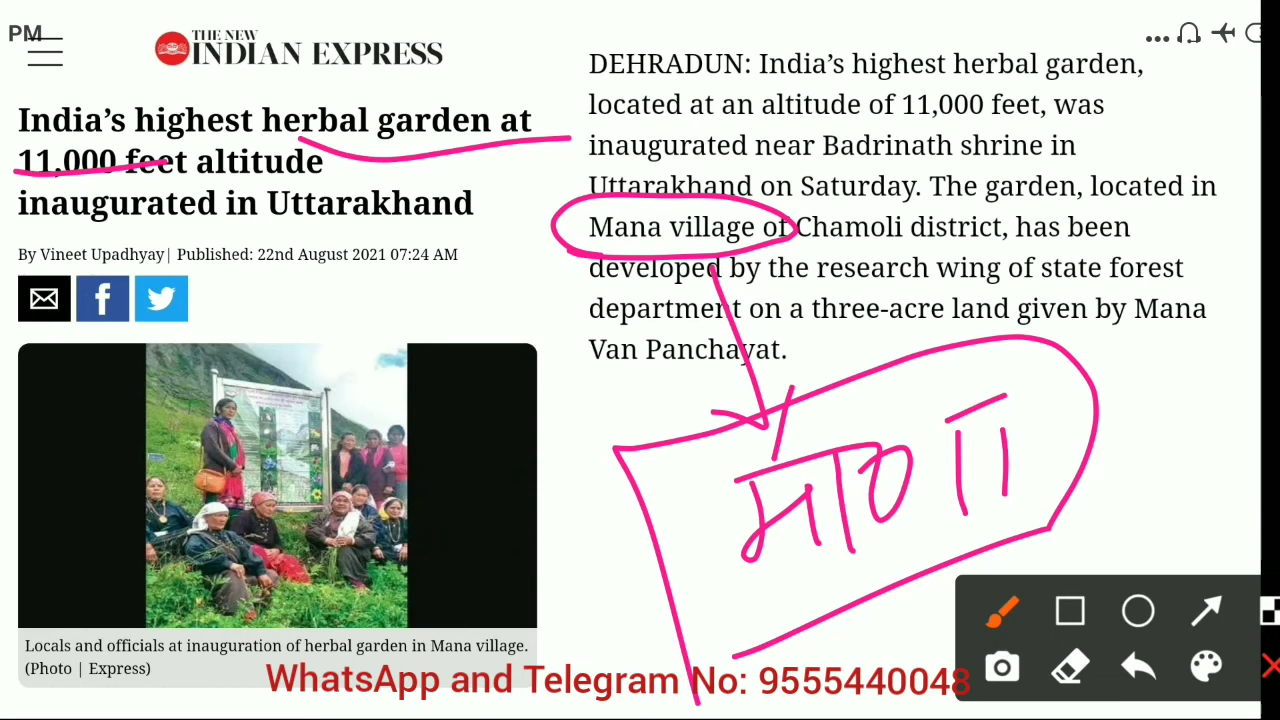 PM
THE NEW
INDIAN EXPRESS
India's highest herbal garden at
11,000 feet altitude
inaugurated in Uttarakhand
By Vineet Upadhyay| Published: 22nd August 2021 07:24 AM
Locals and officials at inauguration of herbal garden in Mana village.
(Photo | Express)
DEHRADUN: India's highest herbal garden,
located at an altitude of 11,000 feet, was
inaugurated near Badrinath shrine in
Uttarakhand on Saturday. The garden, located in
Mana village of Chamoli district, has been
developed by the research wing of state forest
department on a three-acre land given by Mana
Van Panchayat.
माणा
WhatsApp and Telegram No: 9555440048